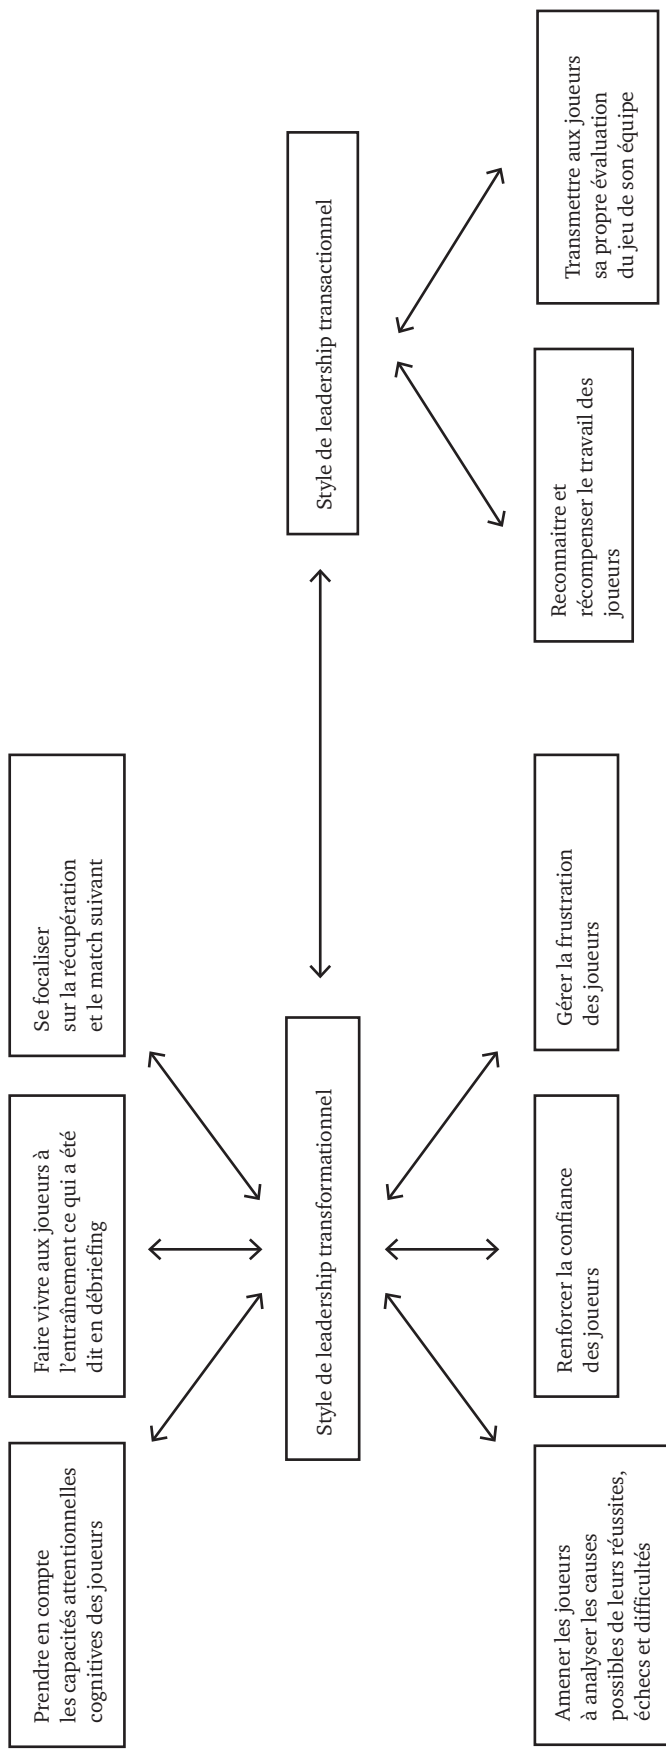 Prendre en compte
les capacités attentionnelles
cognitives des joueurs
Faire vivre aux joueurs à
l'entraînement ce qui a été
dit en débriefing
Se focaliser
sur la récupération
et le match suivant
Style de leadership transformationnel
Style de leadership transactionnel
Amener les joueurs
à analyser les causes
possibles de leurs réussites,
échecs et difficultés
Renforcer la confiance
des joueurs
Gérer la frustration
des joueurs
Reconnaitre et
récompenser le travail des
joueurs
Transmettre aux joueurs
sa propre évaluation
du jeu de son équipe